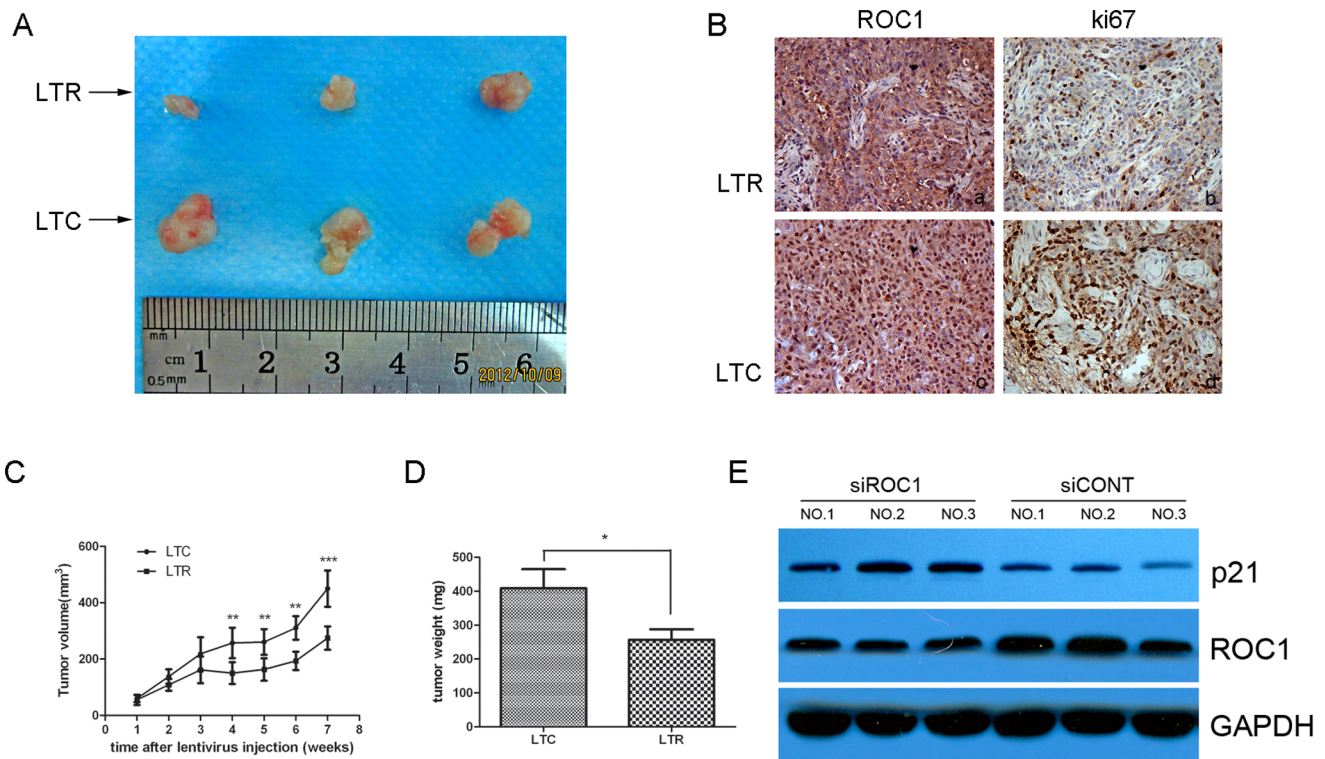 A
LTR
LTC
mm
cm 1 2 3 4 5 6
0.5mm
2012/10/09
B
ROC1 ki67
LTR
a b
LTC
c d
C
Tumor volume(mm³)
600
400
200
0
LTC
LTR
** ** ** ***
0 1 2 3 4 5 6 7 8
time after lentivirus injection (weeks)
D
tumor weight (mg)
500
400
300
200
100
0
*
LTC LTR
E
siROC1 siCONT
NO.1 NO.2 NO.3 NO.1 NO.2 NO.3
p21
ROC1
GAPDH